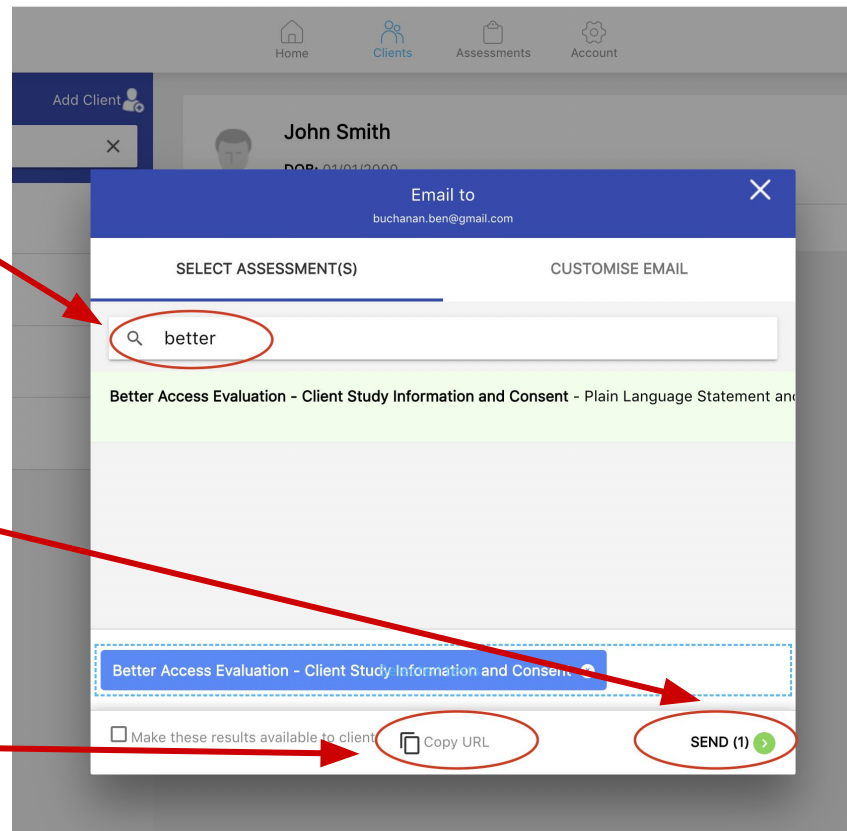 Home Clients Assessments Account
Add Client
John Smith
DOB: 01/01/2000
Email to
buchanan.ben@gmail.com
SELECT ASSESSMENT(S) CUSTOMISE EMAIL
better
Better Access Evaluation - Client Study Information and Consent - Plain Language Statement and
Better Access Evaluation - Client Study Information and Consent
Make these results available to client
Copy URL
SEND (1)